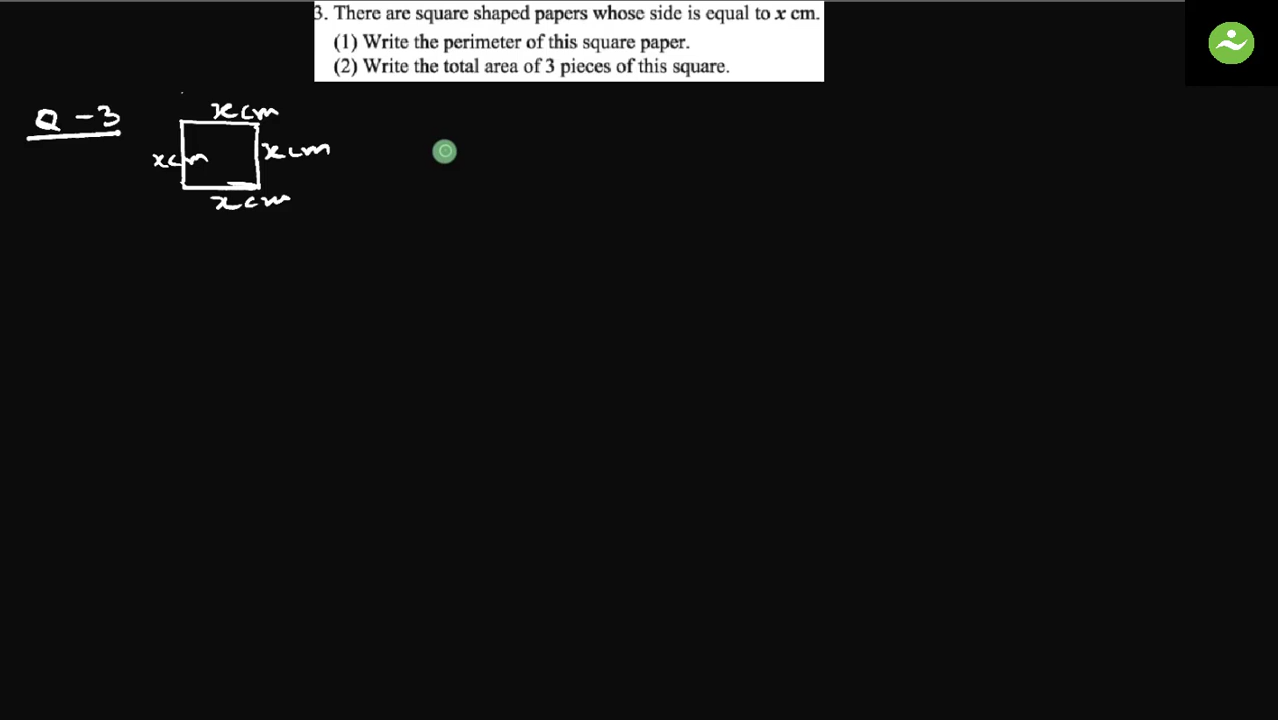 3. There are square shaped papers whose side is equal to x cm.
(1) Write the perimeter of this square paper.
(2) Write the total area of 3 pieces of this square.
Q - 3
x cm
x cm
x cm
x cm